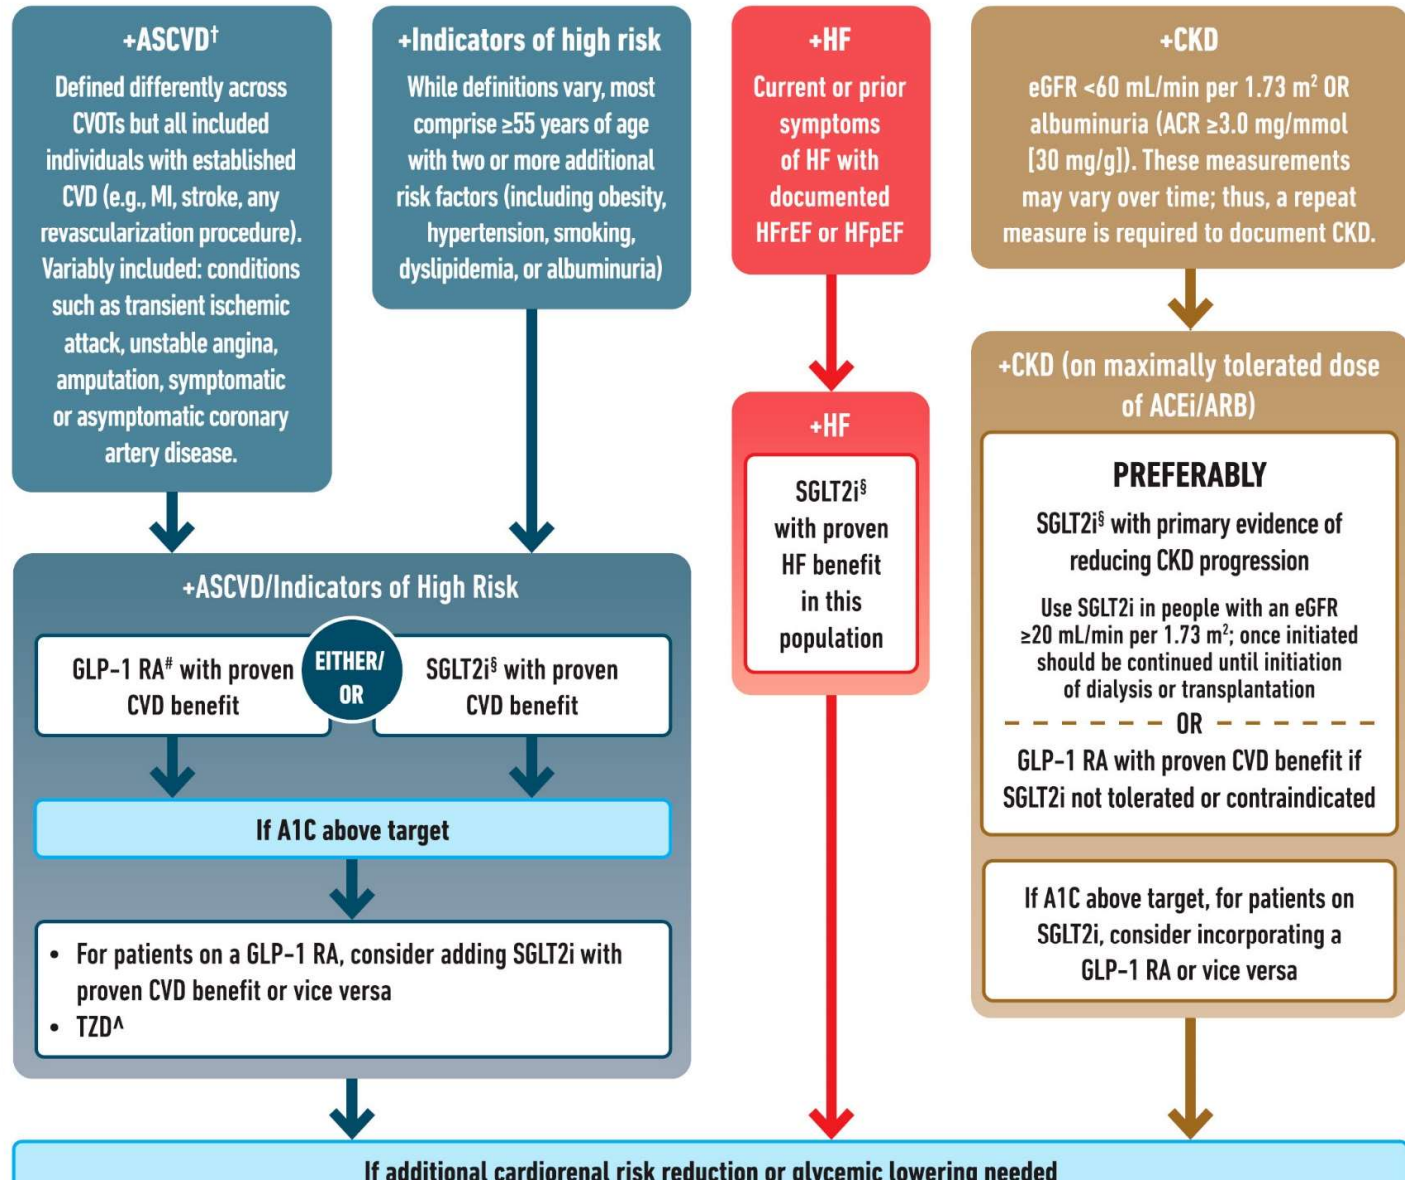 +ASCVD†
Defined differently across
CVOTs but all included
individuals with established
CVD (e.g., MI, stroke, any
revascularization procedure).
Variably included: conditions
such as transient ischemic
attack, unstable angina,
amputation, symptomatic
or asymptomatic coronary
artery disease.
+Indicators of high risk
While definitions vary, most
comprise ≥55 years of age
with two or more additional
risk factors (including obesity,
hypertension, smoking,
dyslipidemia, or albuminuria)
+HF
Current or prior
symptoms
of HF with
documented
HFrEF or HFpEF
+CKD
eGFR <60 mL/min per 1.73 m² OR
albuminuria (ACR ≥3.0 mg/mmol
[30 mg/g]). These measurements
may vary over time; thus, a repeat
measure is required to document CKD.
+ASCVD/Indicators of High Risk
GLP-1 RA# with proven
CVD benefit
EITHER/
OR
SGLT2i§ with proven
CVD benefit
If A1C above target
• For patients on a GLP-1 RA, consider adding SGLT2i with
proven CVD benefit or vice versa
• TZD^
+HF
SGLT2i§
with proven
HF benefit
in this
population
+CKD (on maximally tolerated dose
of ACEi/ARB)
PREFERABLY
SGLT2i§ with primary evidence of
reducing CKD progression
Use SGLT2i in people with an eGFR
≥20 mL/min per 1.73 m²; once initiated
should be continued until initiation
of dialysis or transplantation
OR
GLP-1 RA with proven CVD benefit if
SGLT2i not tolerated or contraindicated
If A1C above target, for patients on
SGLT2i, consider incorporating a
GLP-1 RA or vice versa
If additional cardiorenal risk reduction or glycemic lowering needed